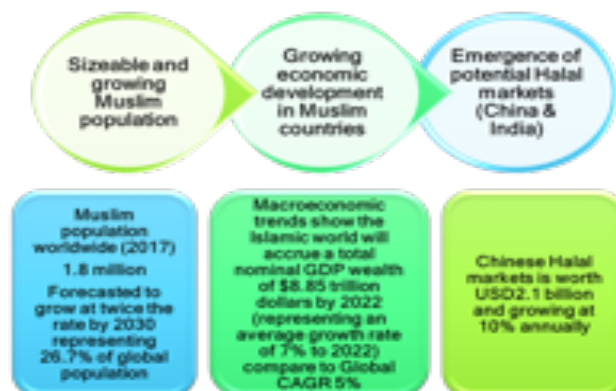 Sizeable and
growing
Muslim
population
Growing
economic
development
in Muslim
countries
Emergence of
potential Halal
markets
(China &
India)
Muslim
population
worldwide (2017)
1.8 million
Forecasted to
grow at twice the
rate by 2030
representing
26.7% of global
population
Macroeconomic
trends show the
Islamic world will
accrue a total
nominal GDP wealth
of $8.85 trillion
dollars by 2022
(representing an
average growth rate
of 7% to 2022)
compare to Global
CAGR 5%
Chinese Halal
markets is worth
USD2.1 billion
and growing at
10% annually